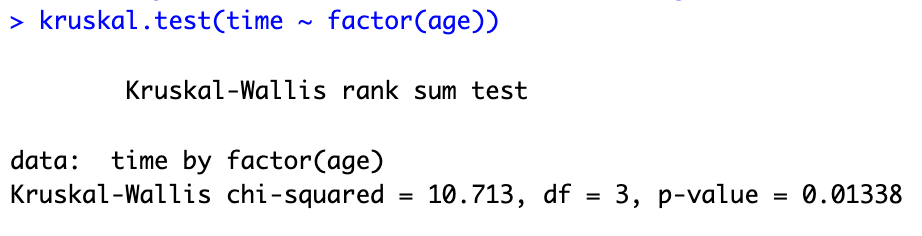 > kruskal.test(time ~ factor(age))
Kruskal-Wallis rank sum test
data:  time by factor(age)
Kruskal-Wallis chi-squared = 10.713, df = 3, p-value = 0.01338